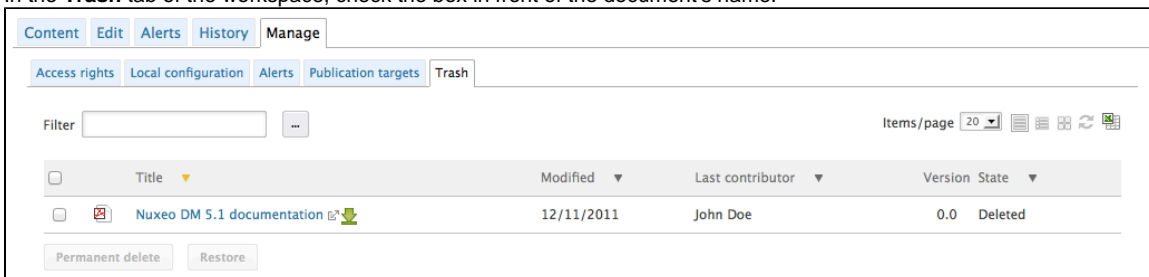 In the Trash tab of the workspace, check the box in front of the document's name.
Content Edit Alerts History Manage
Access rights Local configuration Alerts Publication targets Trash
Filter ... Items/page 20
Title Modified Last contributor Version State
Nuxeo DM 5.1 documentation 12/11/2011 John Doe 0.0 Deleted
Permanent delete Restore